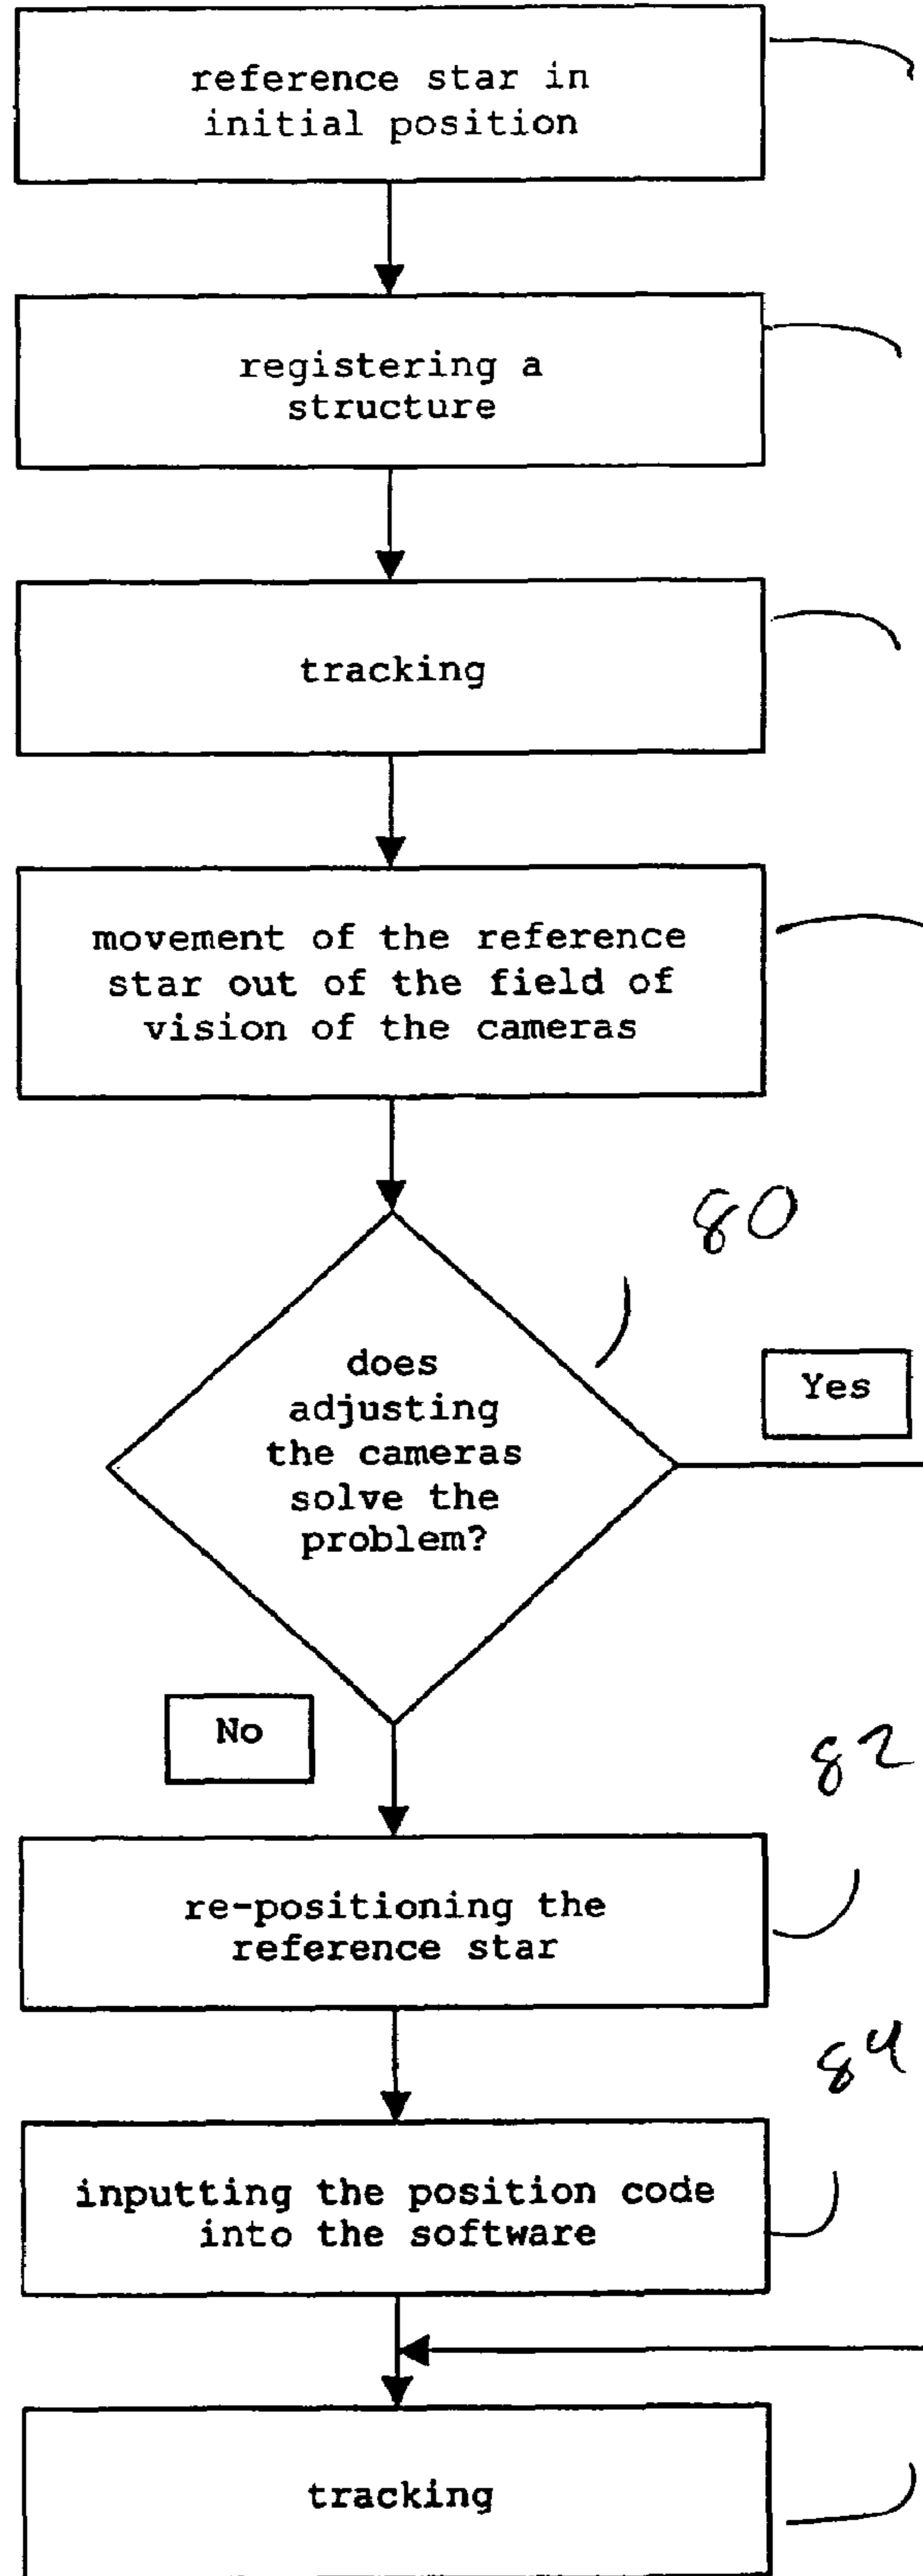 reference star in
initial position
registering a
structure
tracking
movement of the reference
star out of the field of
vision of the cameras
80
does
adjusting
the cameras
solve the
problem?
Yes
No
82
re-positioning the
reference star
84
inputting the position code
into the software
tracking